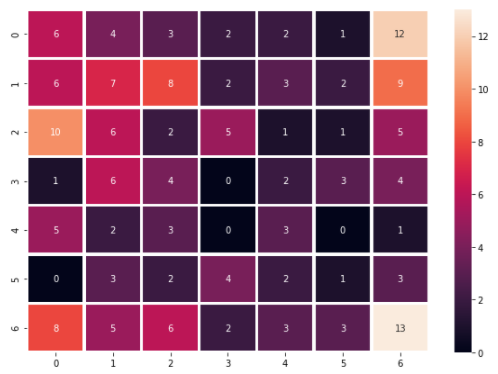 0 6 4 3 2 2 1 12
1 6 7 8 2 3 2 9
2 10 6 2 5 1 1 5
3 1 6 4 0 2 3 4
4 5 2 3 0 3 0 1
5 0 3 2 4 2 1 3
6 8 5 6 2 3 3 13
0 1 2 3 4 5 6
12
10
8
6
4
2
0